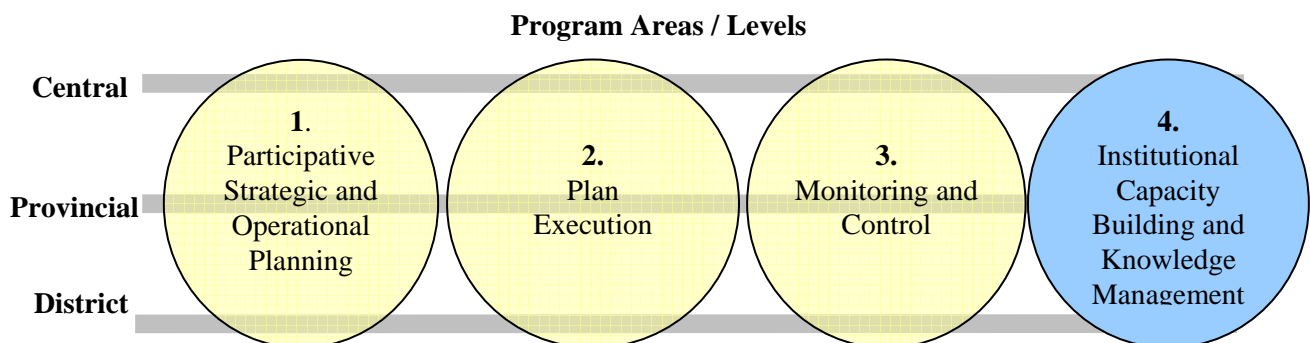 Program Areas / Levels
Central
1.
Participative
Strategic and
Operational
Planning
2.
Plan
Execution
3.
Monitoring and
Control
4.
Institutional
Capacity
Building and
Knowledge
Management
Provincial
District